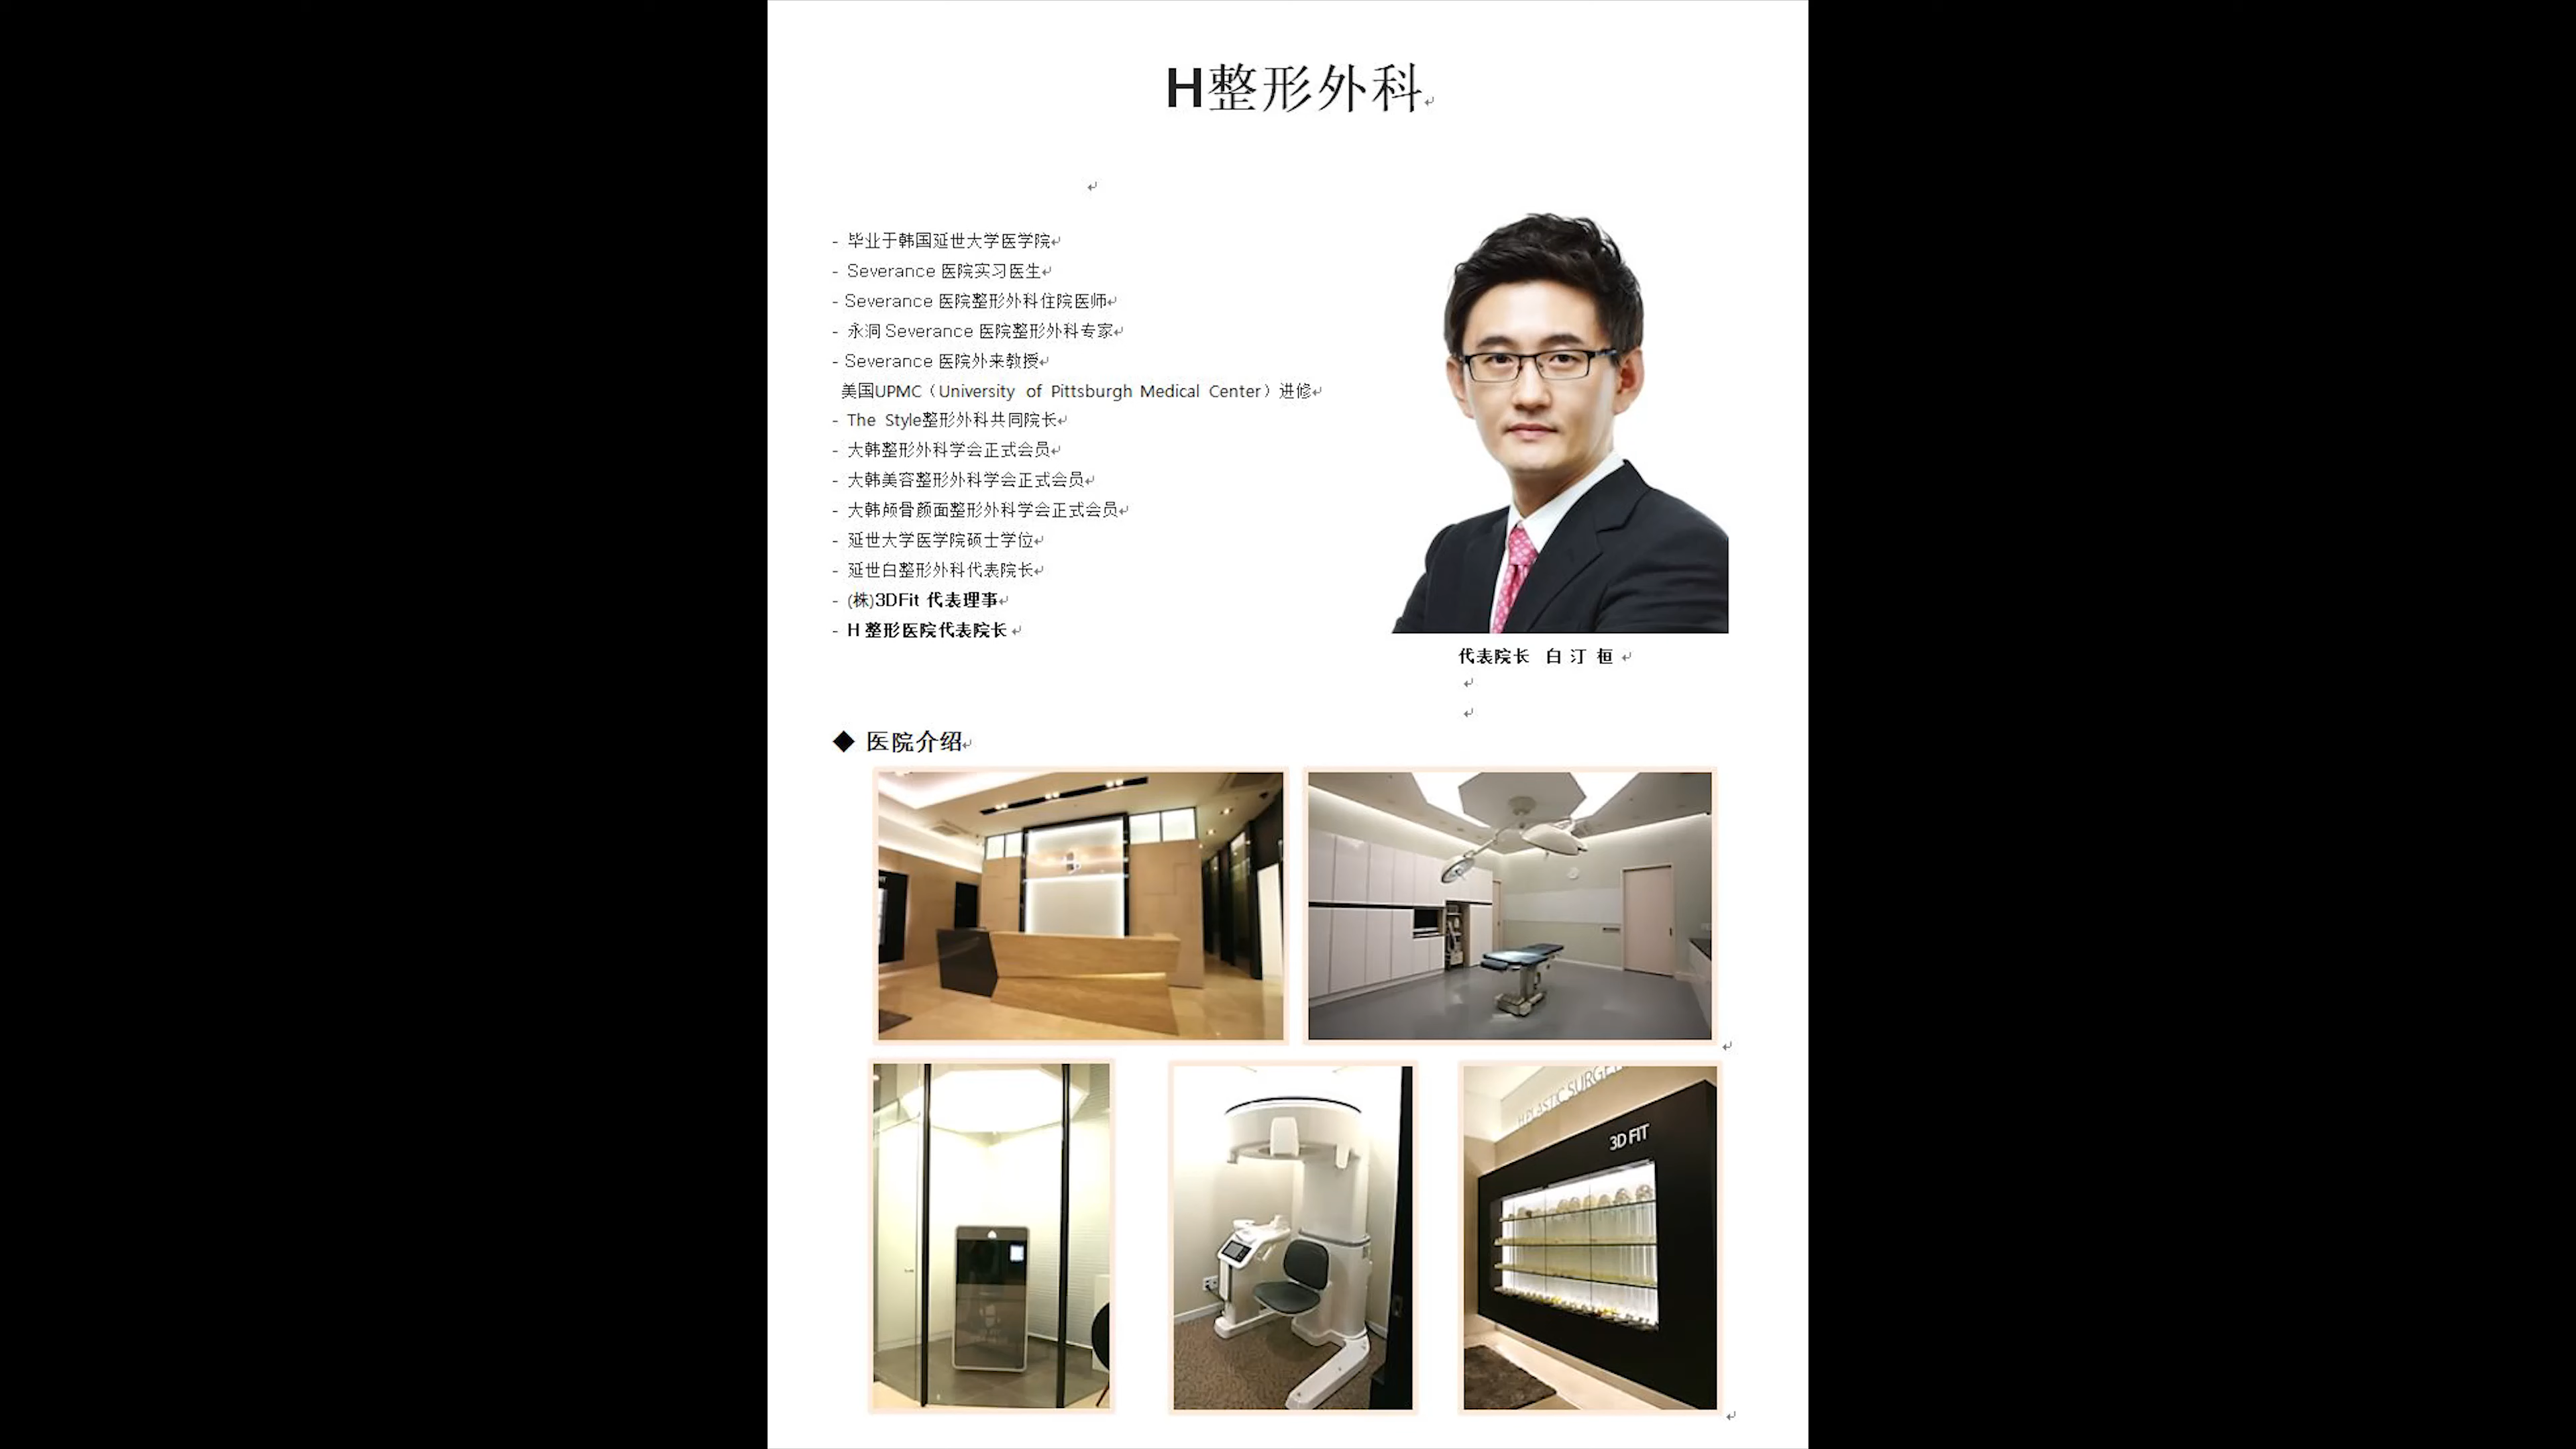 H整形外科
- 毕业于韩国延世大学医学院
- Severance 医院实习医生
- Severance 医院整形外科住院医师
- 永洞 Severance 医院整形外科专家
- Severance 医院外来教授
美国UPMC（University of Pittsburgh Medical Center）进修
- The Style整形外科共同院长
- 大韩整形外科学会正式会员
- 大韩美容整形外科学会正式会员
- 大韩颅骨颜面整形外科学会正式会员
- 延世大学医学院硕士学位
- 延世白整形外科代表院长
- (株)3DFit 代表理事
- H 整形医院代表院长
代表院长 白 汀 桓
◆ 医院介绍
H
H PLASTIC SURGE
3D FIT